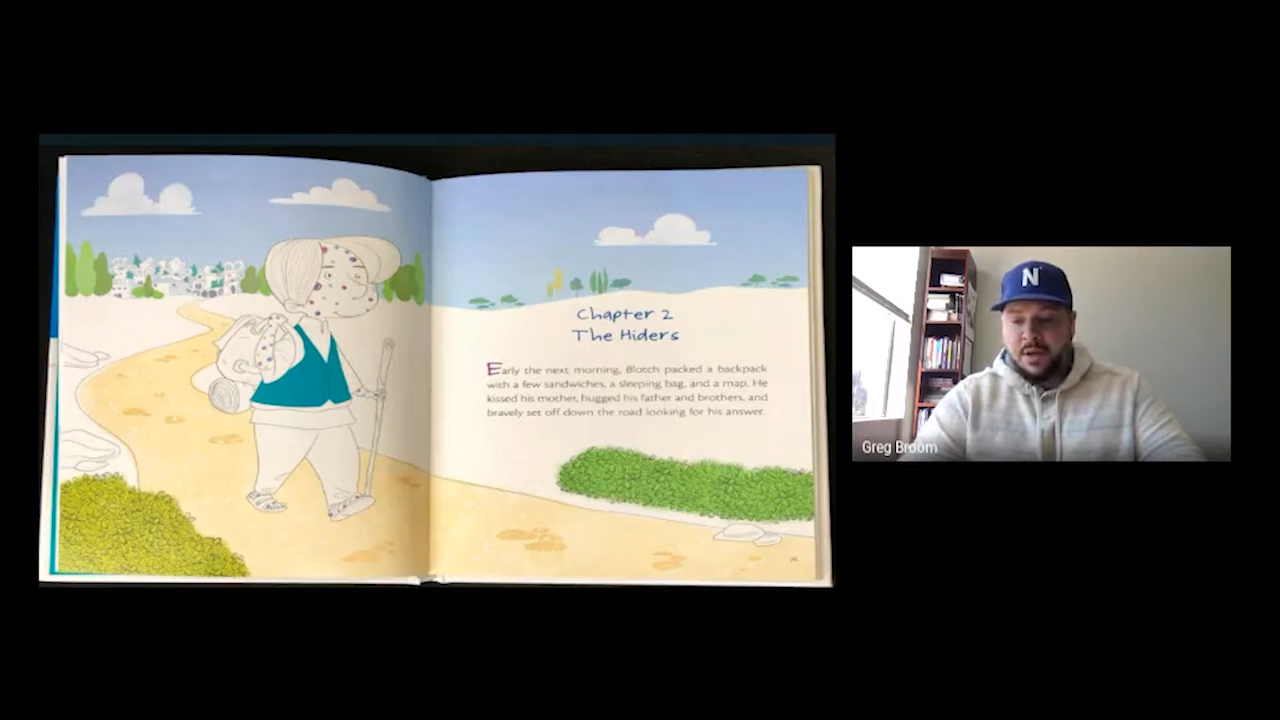 Chapter 2
The Hiders
Early the next morning, Blotch packed a backpack
with a few sandwiches, a sleeping bag, and a map. He
kissed his mother, hugged his father and brothers, and
bravely set off down the road looking for his answer.
N
Greg Broom